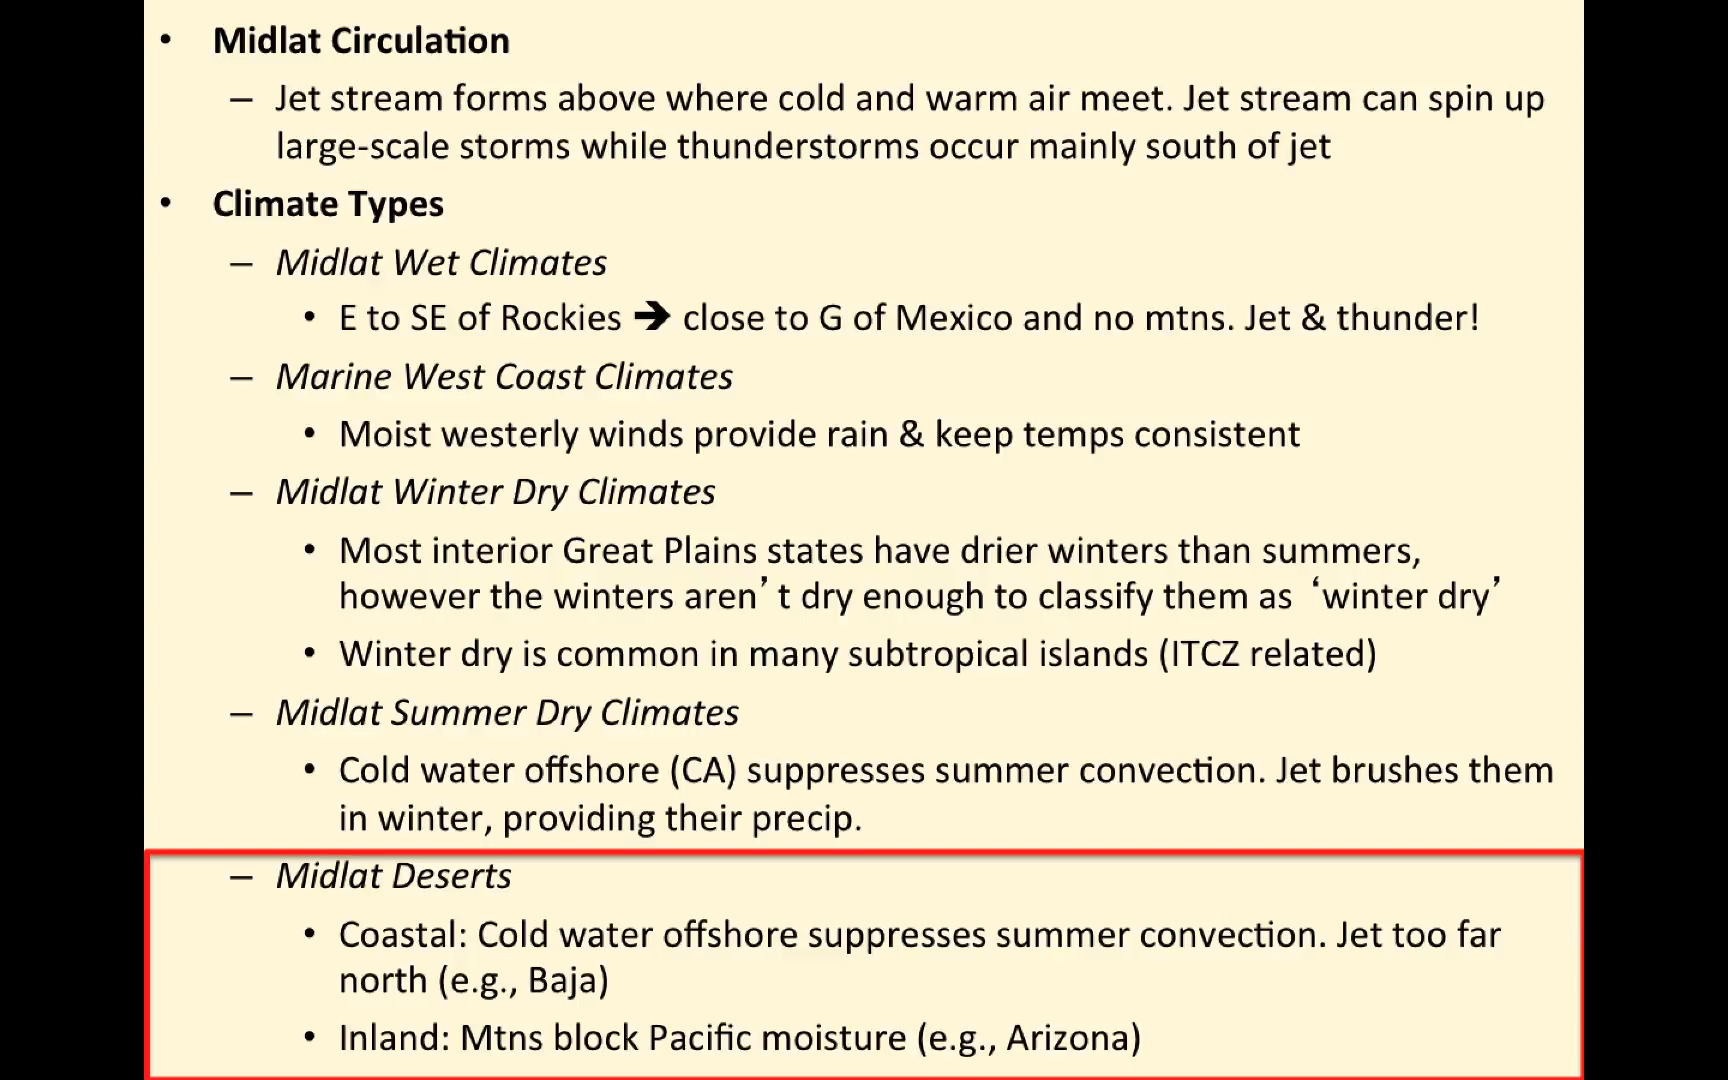 • Midlat Circulation
– Jet stream forms above where cold and warm air meet. Jet stream can spin up
large-scale storms while thunderstorms occur mainly south of jet
• Climate Types
– Midlat Wet Climates
• E to SE of Rockies ➔ close to G of Mexico and no mtns. Jet & thunder!
– Marine West Coast Climates
• Moist westerly winds provide rain & keep temps consistent
– Midlat Winter Dry Climates
• Most interior Great Plains states have drier winters than summers,
however the winters aren’t dry enough to classify them as ‘winter dry’
• Winter dry is common in many subtropical islands (ITCZ related)
– Midlat Summer Dry Climates
• Cold water offshore (CA) suppresses summer convection. Jet brushes them
in winter, providing their precip.
– Midlat Deserts
• Coastal: Cold water offshore suppresses summer convection. Jet too far
north (e.g., Baja)
• Inland: Mtns block Pacific moisture (e.g., Arizona)